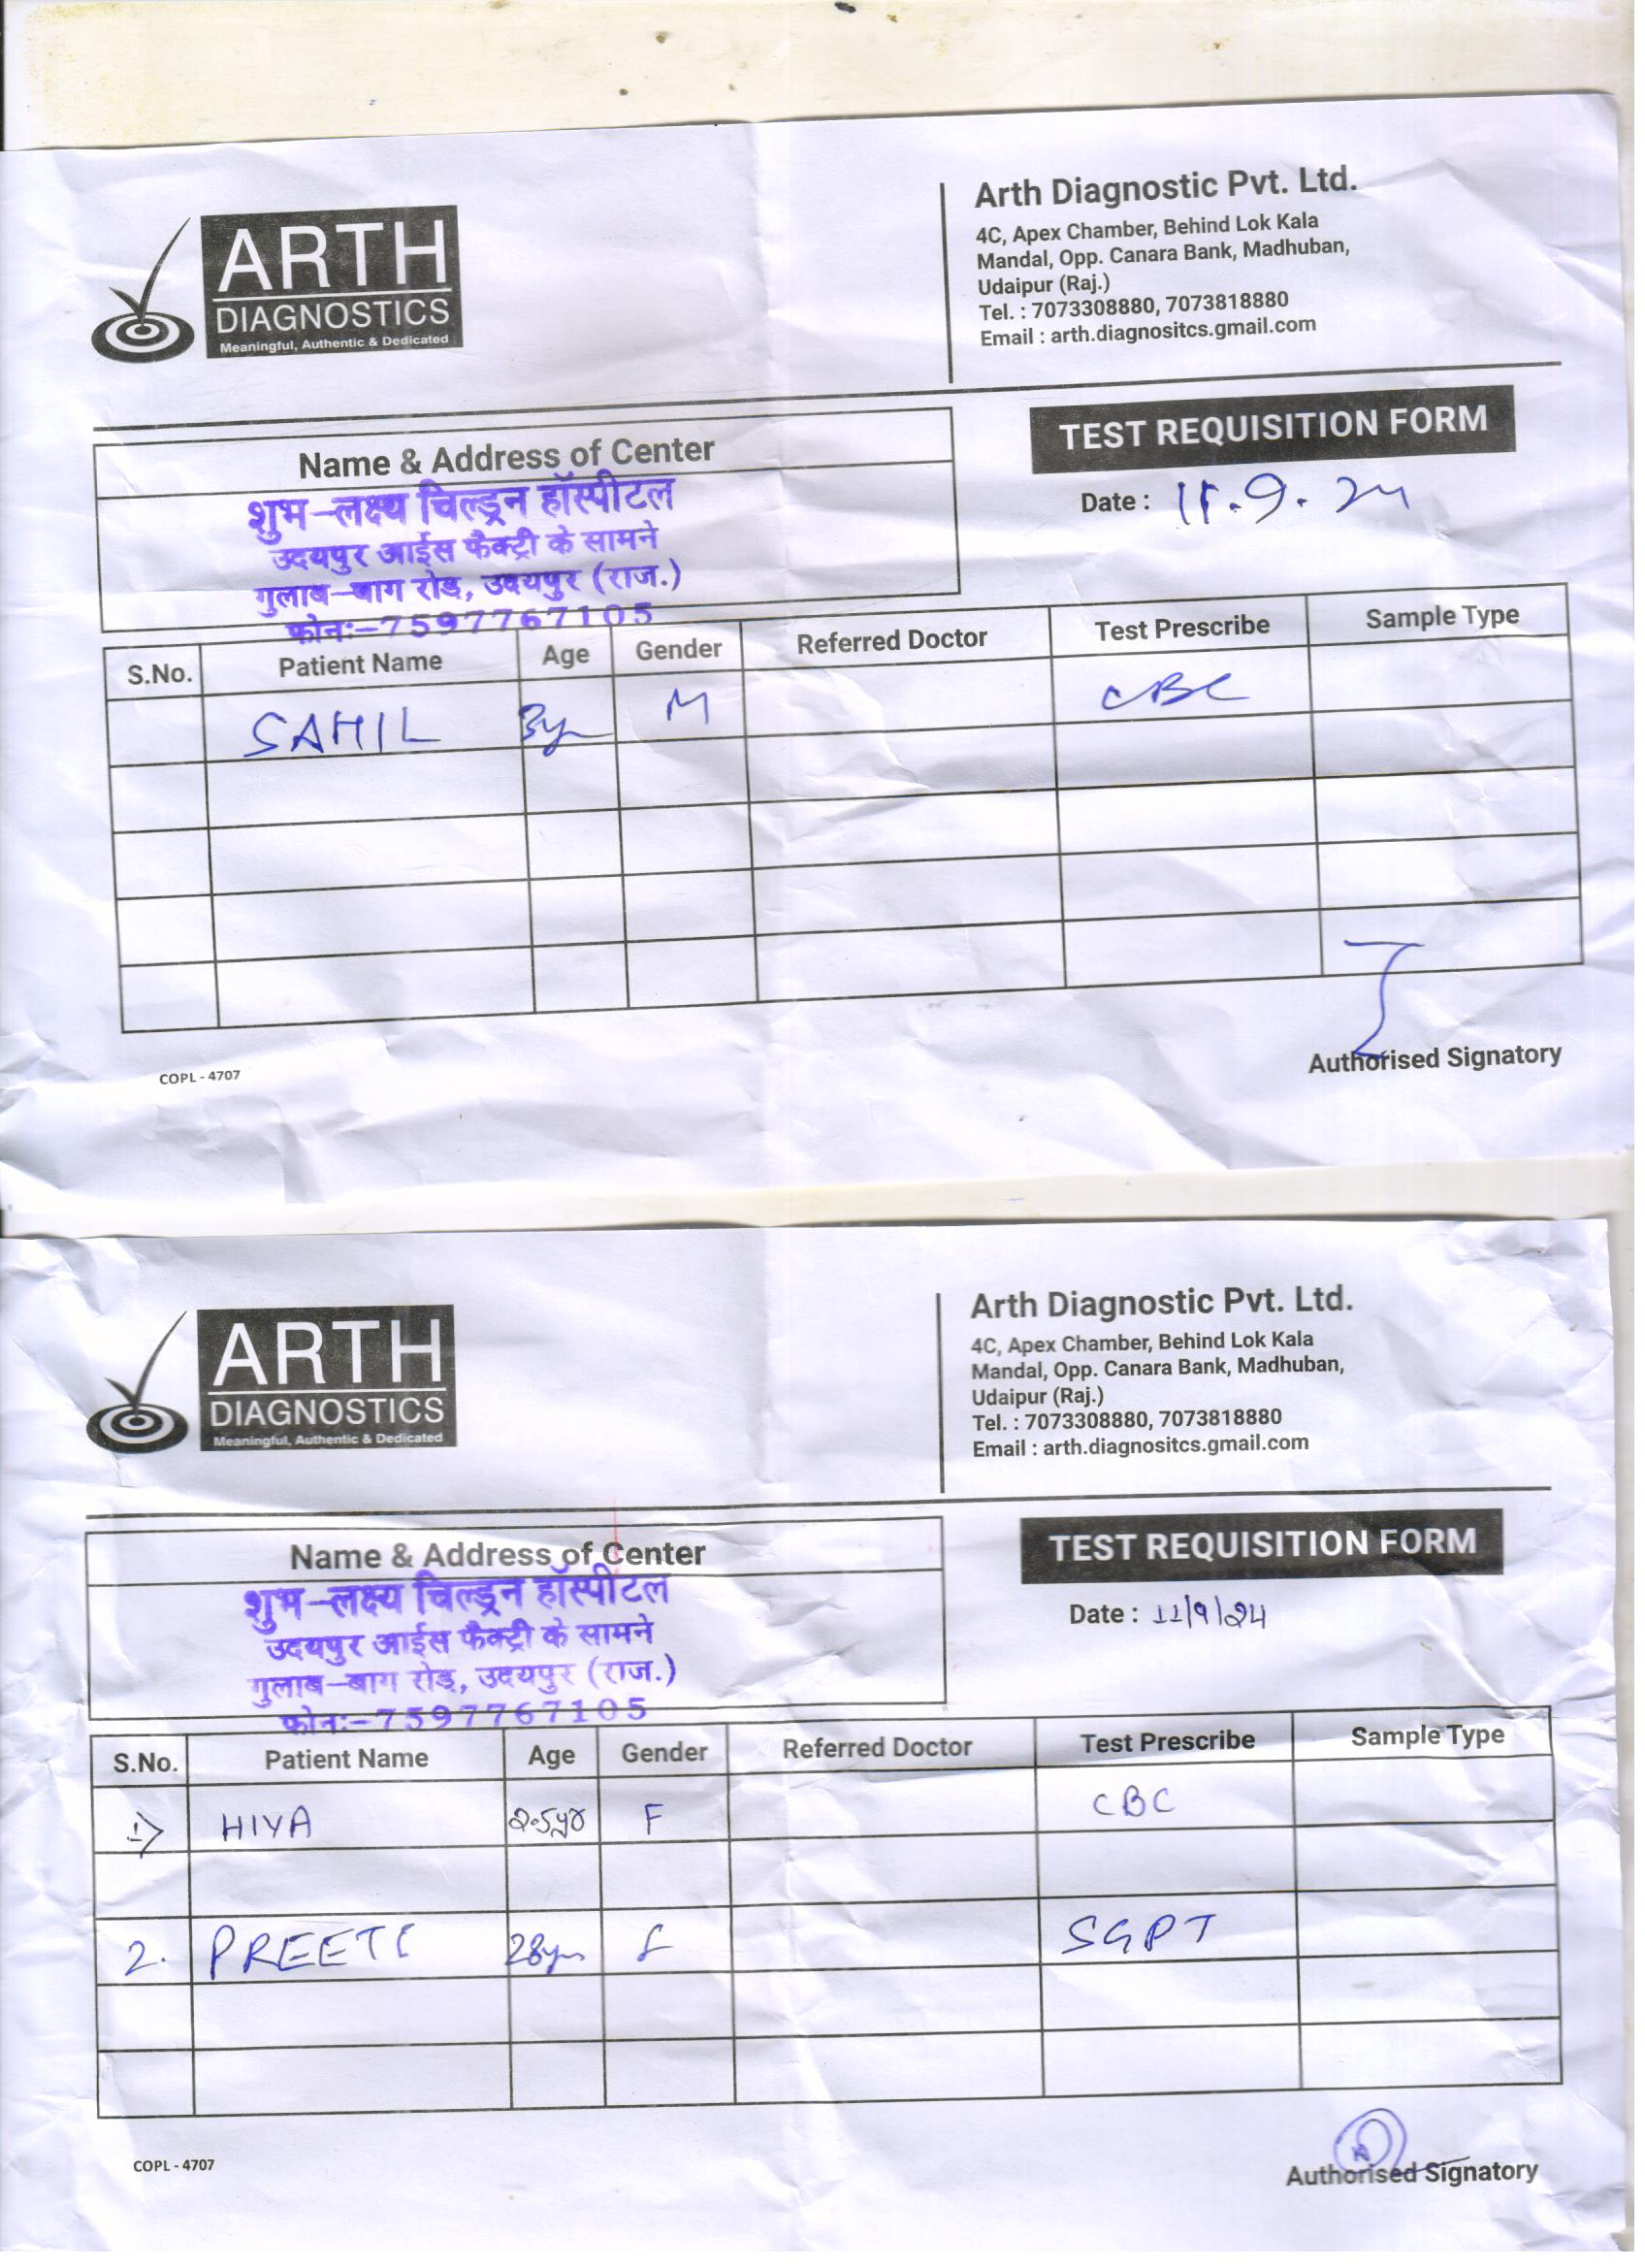 ARTH
DIAGNOSTICS
Meaningful, Authentic & Dedicated
Arth Diagnostic Pvt. Ltd.
4C, Apex Chamber, Behind Lok Kala
Mandal, Opp. Canara Bank, Madhuban,
Udaipur (Raj.)
Tel. : 7073308880, 7073818880
Email : arth.diagnositcs.gmail.com
Name & Address of Center
शुभ-लक्ष्य चिल्ड्रन हॉस्पीटल
उदयपुर आईस फैक्ट्री के सामने
गुलाब-बाग रोड़, उदयपुर (राज.)
फोनः-7597767105
TEST REQUISITION FORM
Date :
S.No. Patient Name Age Gender Referred Doctor Test Prescribe Sample Type
SAHIL 3yr M CBC
Authorised Signatory
COPL - 4707
ARTH
DIAGNOSTICS
Meaningful, Authentic & Dedicated
Arth Diagnostic Pvt. Ltd.
4C, Apex Chamber, Behind Lok Kala
Mandal, Opp. Canara Bank, Madhuban,
Udaipur (Raj.)
Tel. : 7073308880, 7073818880
Email : arth.diagnositcs.gmail.com
Name & Address of Center
शुभ-लक्ष्य चिल्ड्रन हॉस्पीटल
उदयपुर आईस फैक्ट्री के सामने
गुलाब-बाग रोड़, उदयपुर (राज.)
फोनः-7597767105
TEST REQUISITION FORM
Date : 11/9/24
S.No. Patient Name Age Gender Referred Doctor Test Prescribe Sample Type
1) HIYA 2.5yr F CBC
2. PREETI 28yr F SGPT
Authorised Signatory
COPL - 4707